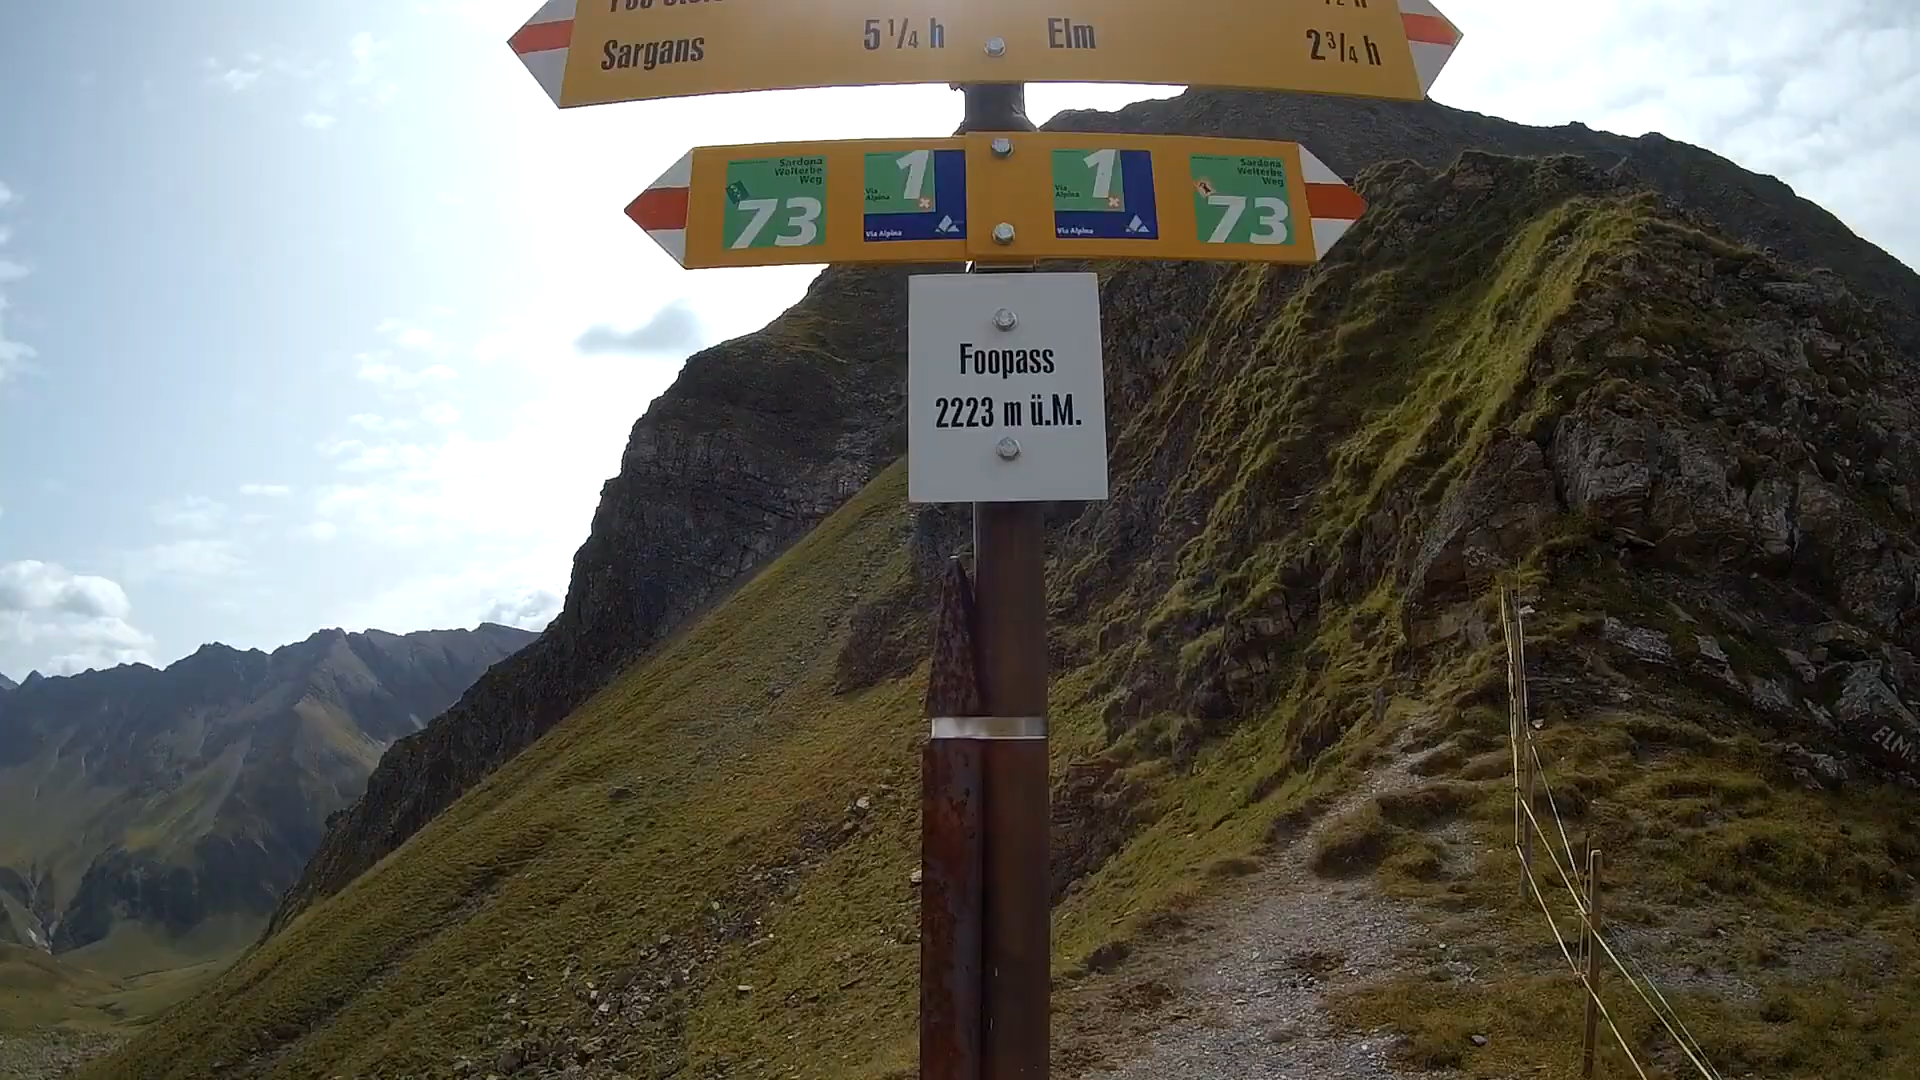 Sargans 5 1/4 h Elm 2 3/4 h
Sardona
Welterbe
Weg
73
1
Via
Alpina
Via Alpina
1
Via
Alpina
Via Alpina
Sardona
Welterbe
Weg
73
Foopass
2223 m ü.M.
ELM